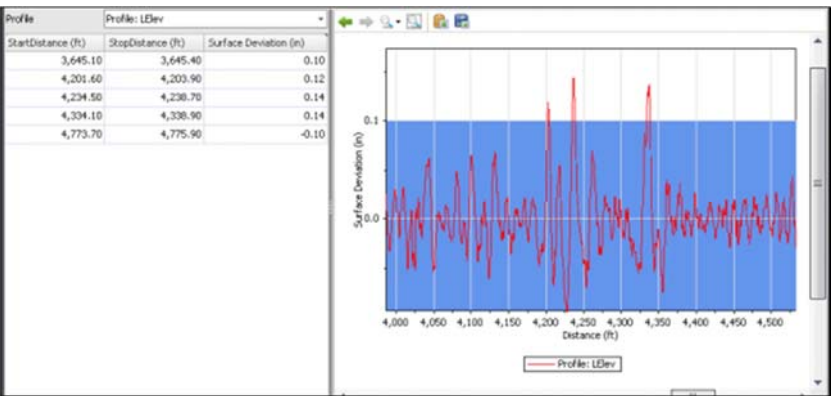 Profile Profile: LElev
StartDistance (ft) StopDistance (ft) Surface Deviation (in)
3,645.10 3,645.40 0.10
4,201.60 4,203.90 0.12
4,234.50 4,238.70 0.14
4,334.10 4,338.90 0.14
4,773.70 4,775.90 -0.10
Surface Deviation (in)
0.1
0.0
4,000 4,050 4,100 4,150 4,200 4,250 4,300 4,350 4,400 4,450 4,500
Distance (ft)
Profile: LElev